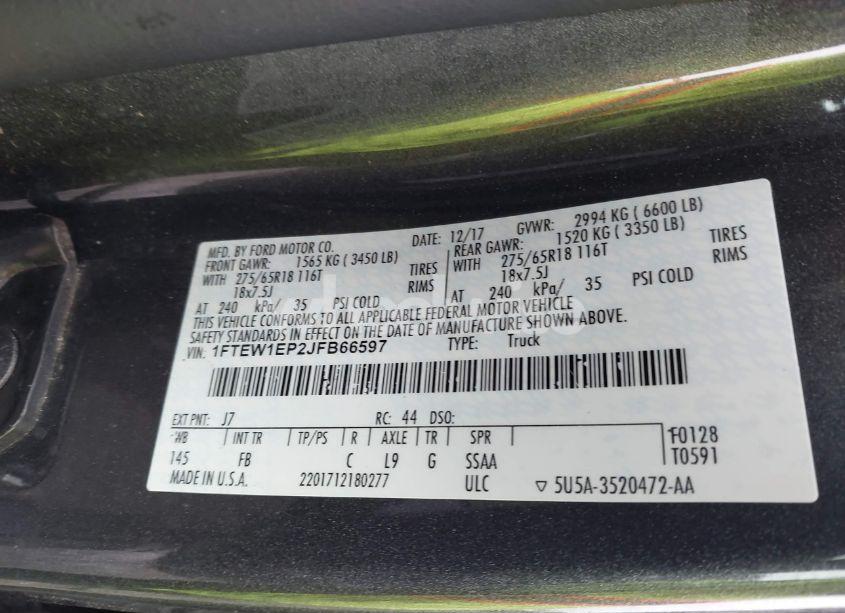 MFD. BY FORD MOTOR CO. DATE: 12/17 GVWR: 2994 KG ( 6600 LB)
FRONT GAWR: 1565 KG ( 3450 LB) REAR GAWR: 1520 KG ( 3350 LB)
WITH 275/65R18 116T TIRES WITH 275/65R18 116T TIRES
18x7.5J RIMS 18x7.5J RIMS
AT 240 kPa/ 35 PSI COLD AT 240 kPa/ 35 PSI COLD
THIS VEHICLE CONFORMS TO ALL APPLICABLE FEDERAL MOTOR VEHICLE
SAFETY STANDARDS IN EFFECT ON THE DATE OF MANUFACTURE SHOWN ABOVE.
VIN: 1FTEW1EP2JFB66597 TYPE: Truck
EXT PNT: J7 RC: 44 DSO:
WB INT TR TP/PS R AXLE TR SPR F0128
145 FB C L9 G SSAA T0591
MADE IN U.S.A. 2201712180277 ULC ▽ 5U5A-3520472-AA